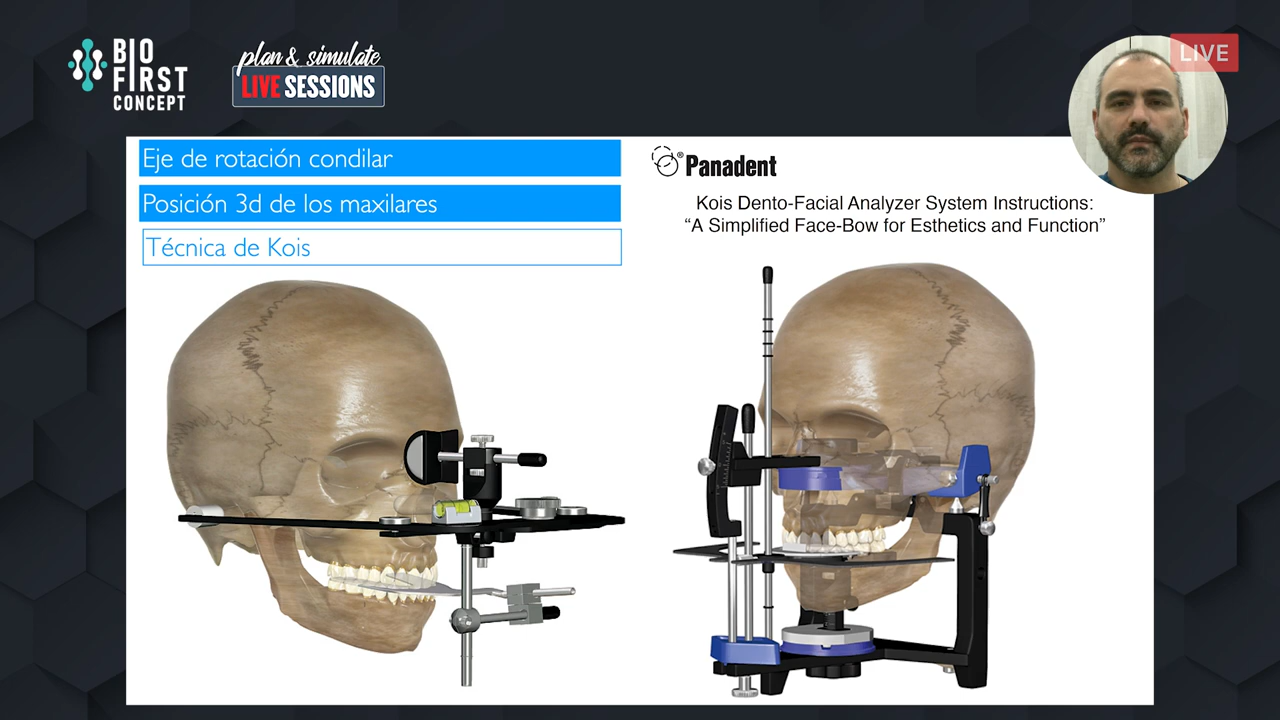 BIO
FIRST
CONCEPT
plan & simulate
LIVE SESSIONS
LIVE
Eje de rotación condilar
Posición 3d de los maxilares
Técnica de Kois
® Panadent
Kois Dento-Facial Analyzer System Instructions:
“A Simplified Face-Bow for Esthetics and Function”